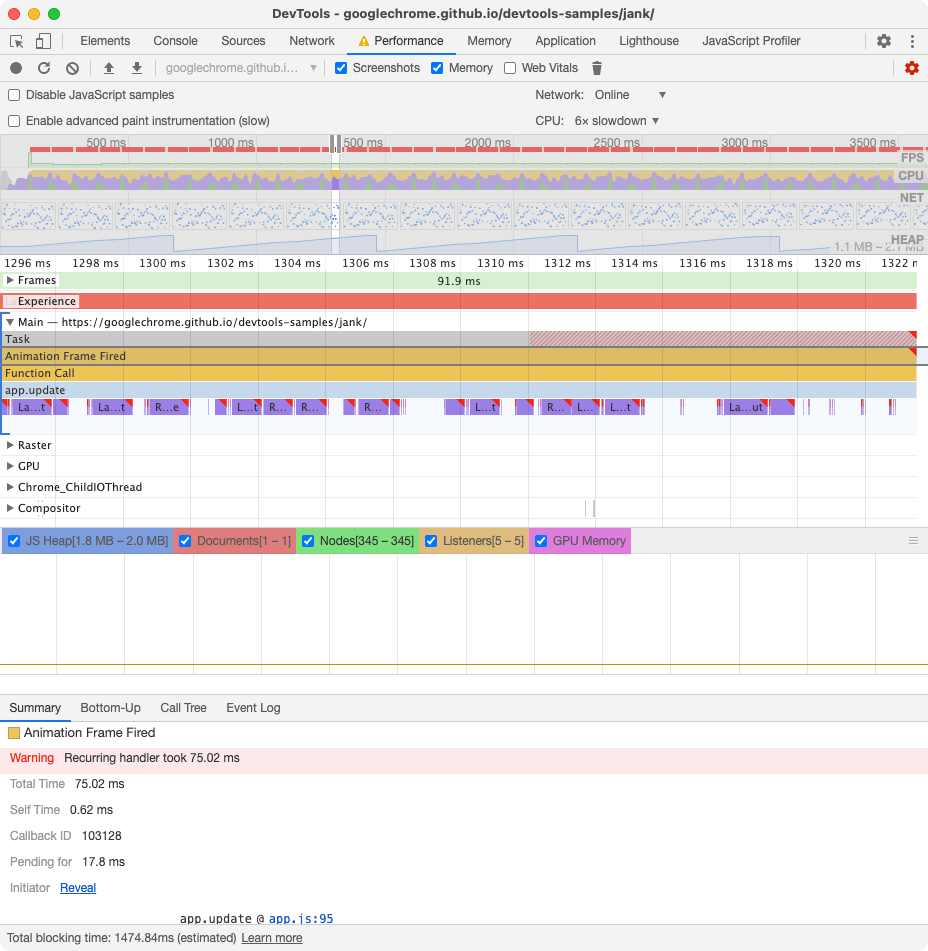 DevTools - googlechrome.github.io/devtools-samples/jank/
Elements Console Sources Network Performance Memory Application Lighthouse JavaScript Profiler
googlechrome.github.i… Screenshots Memory Web Vitals
Disable JavaScript samples Network: Online
Enable advanced paint instrumentation (slow) CPU: 6× slowdown
500 ms 1000 ms 500 ms 2000 ms 2500 ms 3000 ms 3500 ms
FPS
CPU
NET
HEAP
1.1 MB – 2.1 MB
1296 ms 1298 ms 1300 ms 1302 ms 1304 ms 1306 ms 1308 ms 1310 ms 1312 ms 1314 ms 1316 ms 1318 ms 1320 ms 1322 m
Frames 91.9 ms
Experience
Main — https://googlechrome.github.io/devtools-samples/jank/
Task
Animation Frame Fired
Function Call
app.update
La…t La…t R…e L…t R… R… R… L…t R… L… L…t La…ut
Raster
GPU
Chrome_ChildIOThread
Compositor
JS Heap[1.8 MB – 2.0 MB] Documents[1 – 1] Nodes[345 – 345] Listeners[5 – 5] GPU Memory
Summary Bottom-Up Call Tree Event Log
Animation Frame Fired
Warning Recurring handler took 75.02 ms
Total Time 75.02 ms
Self Time 0.62 ms
Callback ID 103128
Pending for 17.8 ms
Initiator Reveal
app.update @ app.js:95
Total blocking time: 1474.84ms (estimated) Learn more